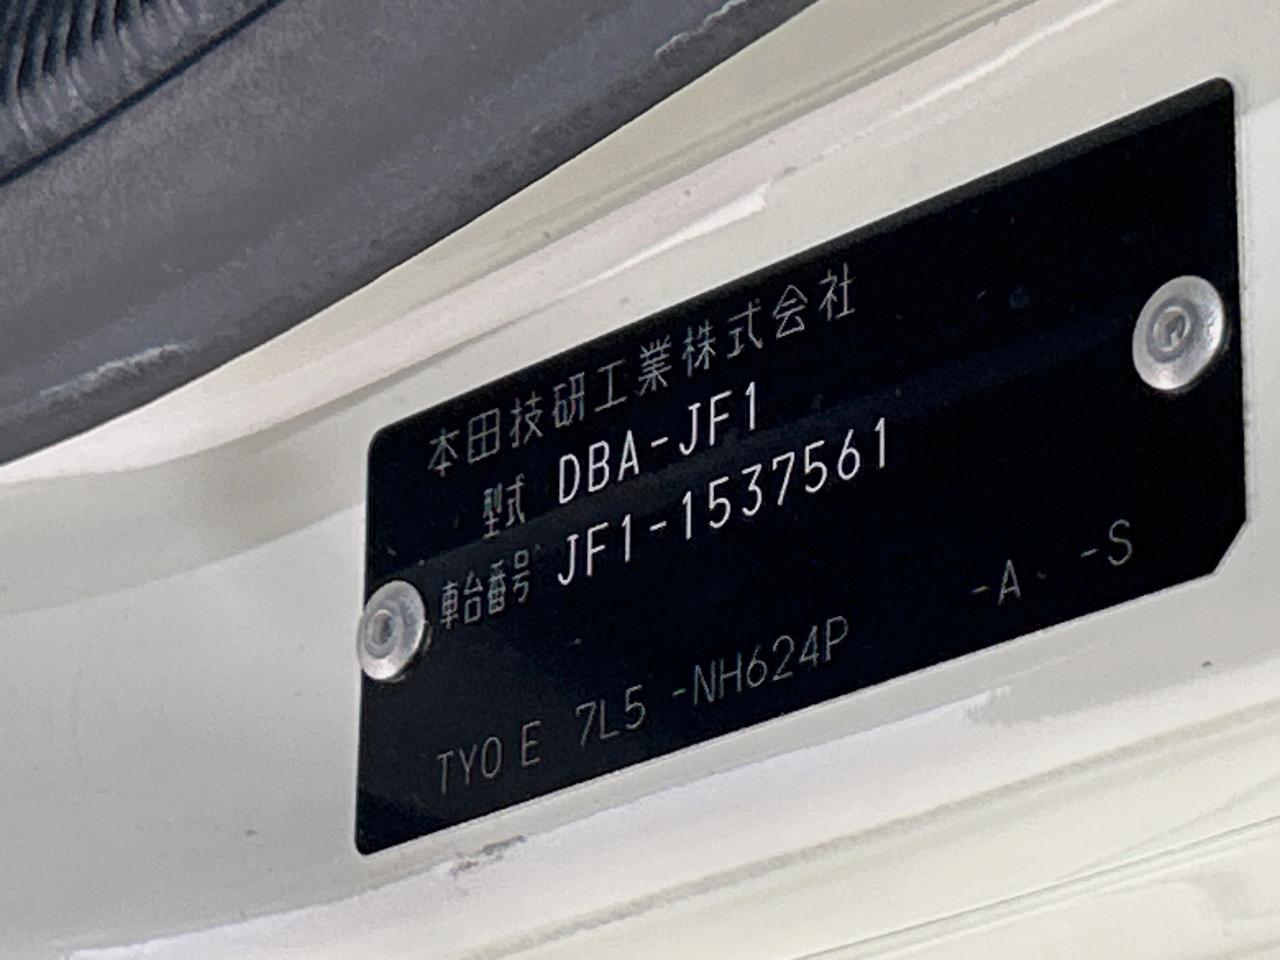 本田技研工業株式会社
型式 DBA-JF1
車台番号 JF1-1537561
TYO E 7L5 -NH624P -A -S